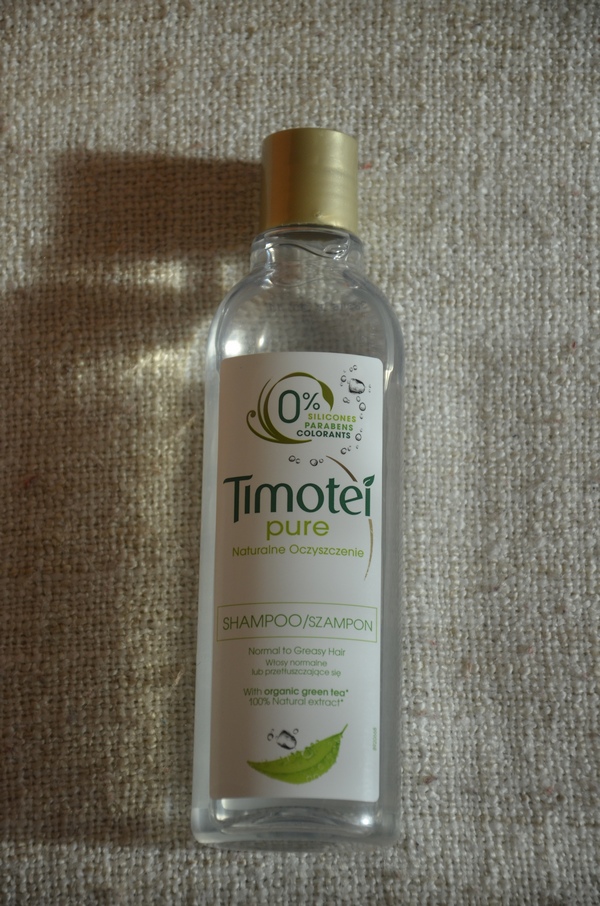 0%
SILICONES
PARABENS
COLORANTS
Timotei
pure
Naturalne Oczyszczenie
SHAMPOO/SZAMPON
Normal to Greasy Hair
Włosy normalne
lub przetłuszczające się
With organic green tea*
100% Natural extract*